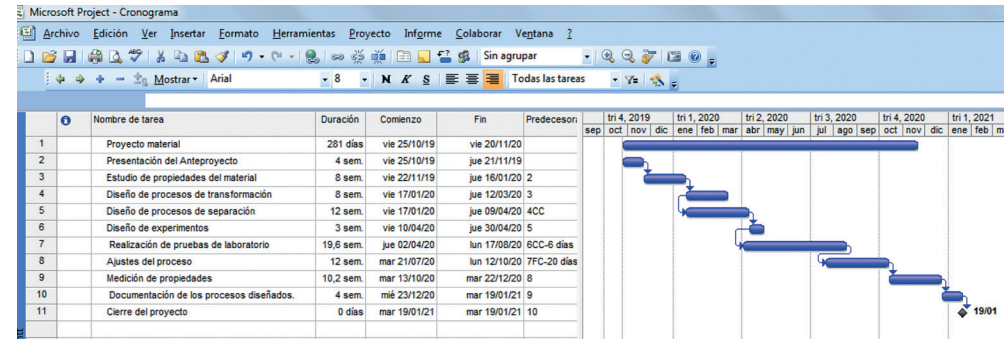 Microsoft Project - Cronograma
Archivo Edición Ver Insertar Formato Herramientas Proyecto Informe Colaborar Ventana ?
Sin agrupar
Mostrar Arial 8 N K S Todas las tareas
Nombre de tarea Duración Comienzo Fin Predecesora tri 4, 2019 tri 1, 2020 tri 2, 2020 tri 3, 2020 tri 4, 2020 tri 1, 2021
sep oct nov dic ene feb mar abr may jun jul ago sep oct nov dic ene feb m
1 Proyecto material 281 días vie 25/10/19 vie 20/11/20
2 Presentación del Anteproyecto 4 sem. vie 25/10/19 jue 21/11/19
3 Estudio de propiedades del material 8 sem. vie 22/11/19 jue 16/01/20 2
4 Diseño de procesos de transformación 8 sem. vie 17/01/20 jue 12/03/20 3
5 Diseño de procesos de separación 12 sem. vie 17/01/20 jue 09/04/20 4CC
6 Diseño de experimentos 3 sem. vie 10/04/20 jue 30/04/20 5
7 Realización de pruebas de laboratorio 19,6 sem. jue 02/04/20 lun 17/08/20 6CC-6 días
8 Ajustes del proceso 12 sem. mar 21/07/20 lun 12/10/20 7FC-20 días
9 Medición de propiedades 10,2 sem. mar 13/10/20 mar 22/12/20 8
10 Documentación de los procesos diseñados. 4 sem. mié 23/12/20 mar 19/01/21 9
11 Cierre del proyecto 0 días mar 19/01/21 mar 19/01/21 10 19/01